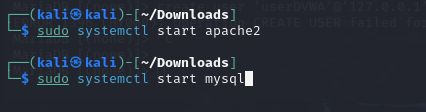 ┌──(kali㉿kali)-[~/Downloads]
└─$ sudo systemctl start apache2
┌──(kali㉿kali)-[~/Downloads]
└─$ sudo systemctl start mysql